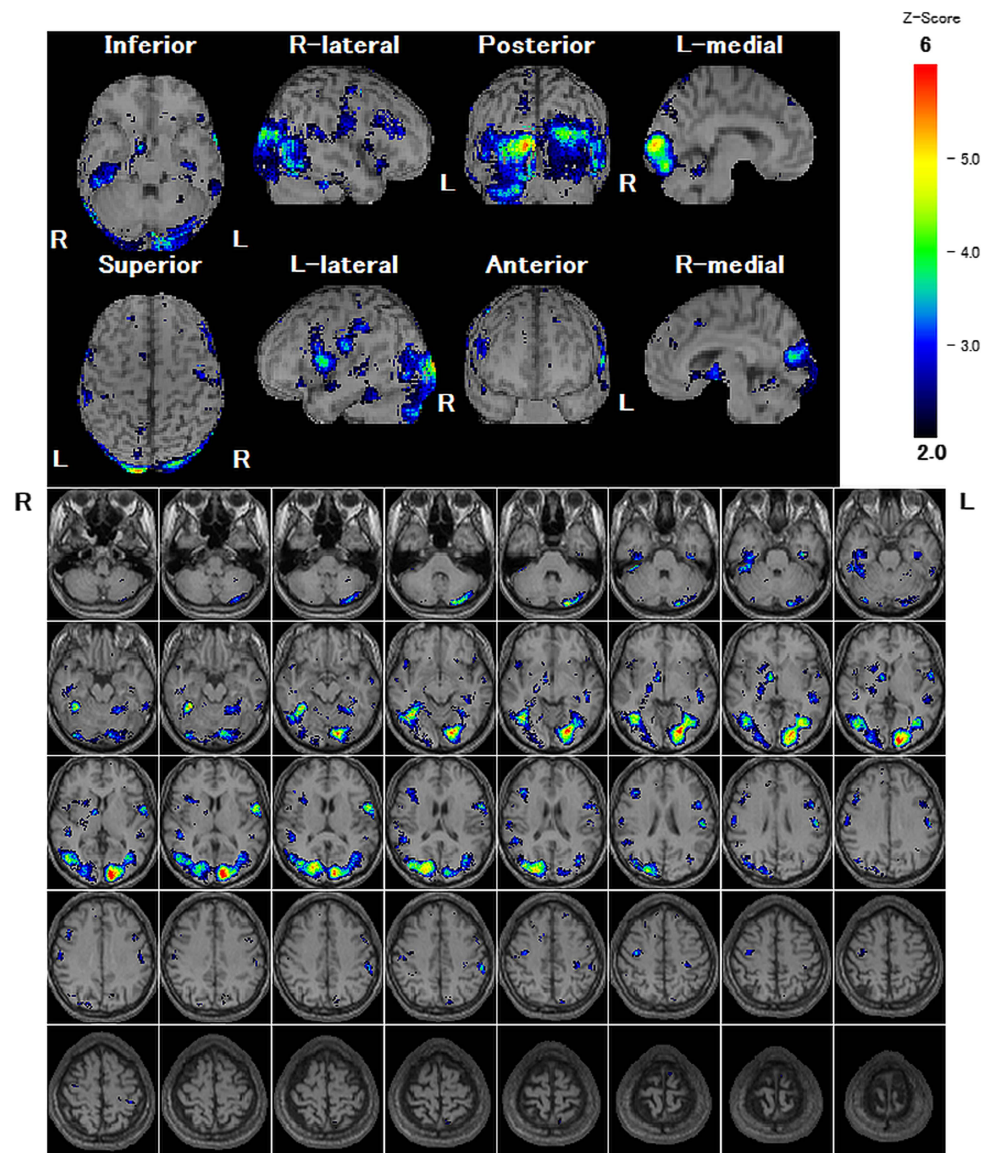 Z-Score
6
Inferior R-lateral Posterior L-medial
5.0
L R
R L
4.0
Superior L-lateral Anterior R-medial
3.0
R L
L R
2.0
R L